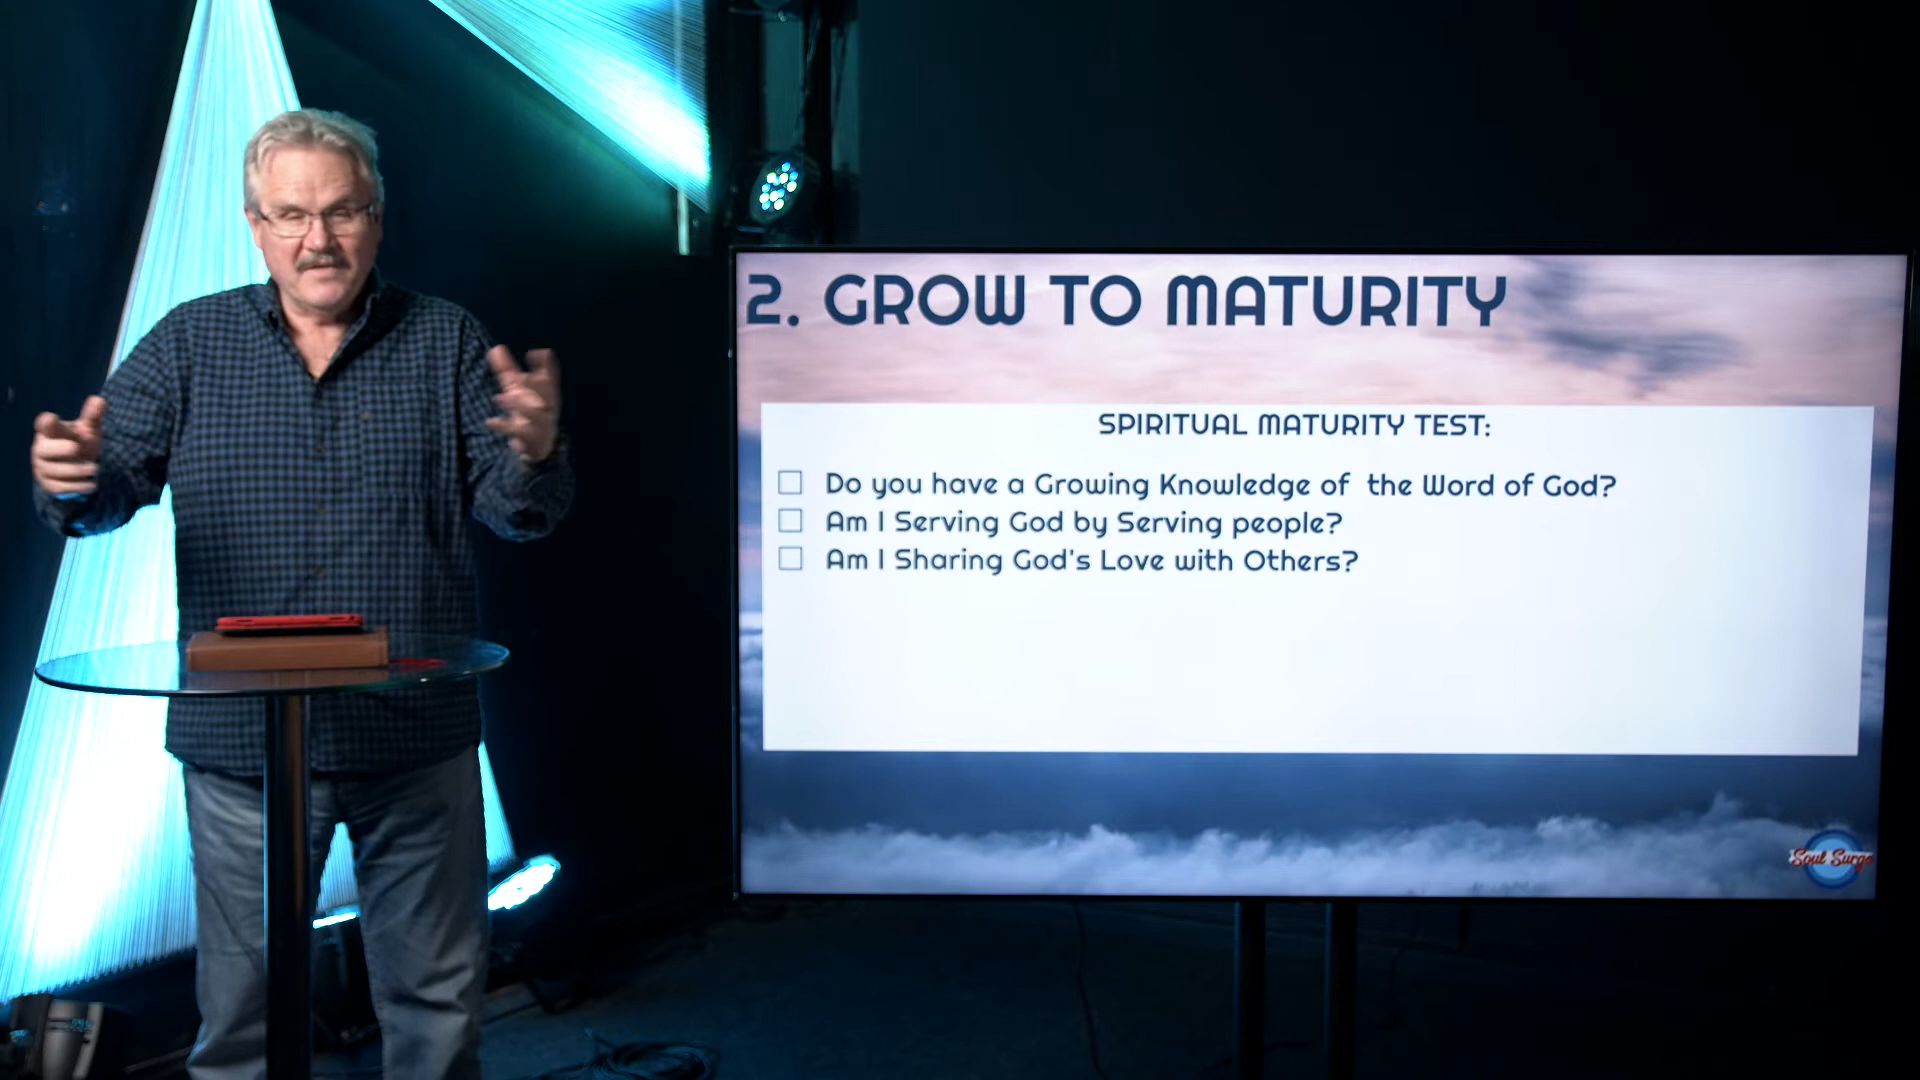 2. GROW TO MATURITY
SPIRITUAL MATURITY TEST:
Do you have a Growing Knowledge of the Word of God?
Am I Serving God by Serving people?
Am I Sharing God's Love with Others?
Soul Surge